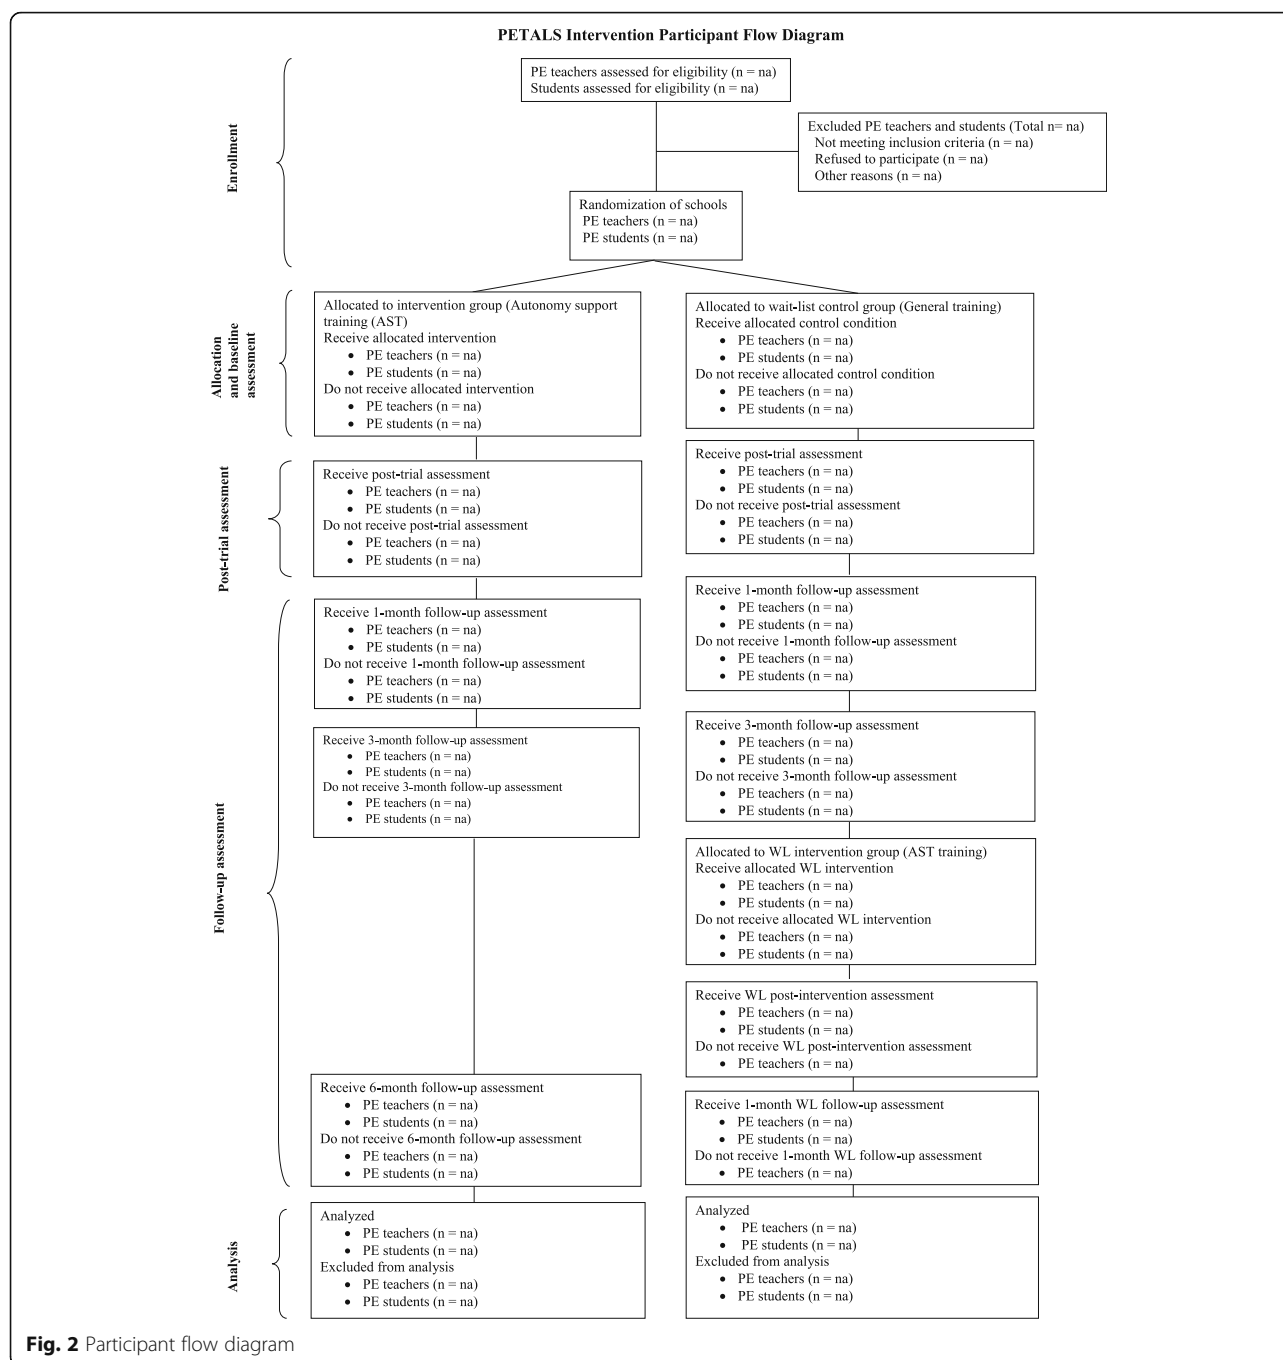 PETALS Intervention Participant Flow Diagram
PE teachers assessed for eligibility (n = na)
Students assessed for eligibility (n = na)
Excluded PE teachers and students (Total n= na)
Not meeting inclusion criteria (n = na)
Refused to participate (n = na)
Other reasons (n = na)
Enrollment
Randomization of schools
PE teachers (n = na)
PE students (n = na)
Allocation
and baseline
assessment
Allocated to intervention group (Autonomy support
training (AST)
Receive allocated intervention
• PE teachers (n = na)
• PE students (n = na)
Do not receive allocated intervention
• PE teachers (n = na)
• PE students (n = na)
Allocated to wait-list control group (General training)
Receive allocated control condition
• PE teachers (n = na)
• PE students (n = na)
Do not receive allocated control condition
• PE teachers (n = na)
• PE students (n = na)
Post-trial assessment
Receive post-trial assessment
• PE teachers (n = na)
• PE students (n = na)
Do not receive post-trial assessment
• PE teachers (n = na)
• PE students (n = na)
Receive post-trial assessment
• PE teachers (n = na)
• PE students (n = na)
Do not receive post-trial assessment
• PE teachers (n = na)
• PE students (n = na)
Follow-up assessment
Receive 1-month follow-up assessment
• PE teachers (n = na)
• PE students (n = na)
Do not receive 1-month follow-up assessment
• PE teachers (n = na)
• PE students (n = na)
Receive 1-month follow-up assessment
• PE teachers (n = na)
• PE students (n = na)
Do not receive 1-month follow-up assessment
• PE teachers (n = na)
• PE students (n = na)
Receive 3-month follow-up assessment
• PE teachers (n = na)
• PE students (n = na)
Do not receive 3-month follow-up assessment
• PE teachers (n = na)
• PE students (n = na)
Receive 3-month follow-up assessment
• PE teachers (n = na)
• PE students (n = na)
Do not receive 3-month follow-up assessment
• PE teachers (n = na)
• PE students (n = na)
Allocated to WL intervention group (AST training)
Receive allocated WL intervention
• PE teachers (n = na)
• PE students (n = na)
Do not receive allocated WL intervention
• PE teachers (n = na)
• PE students (n = na)
Receive WL post-intervention assessment
• PE teachers (n = na)
• PE students (n = na)
Do not receive WL post-intervention assessment
• PE teachers (n = na)
Receive 6-month follow-up assessment
• PE teachers (n = na)
• PE students (n = na)
Do not receive 6-month follow-up assessment
• PE teachers (n = na)
• PE students (n = na)
Receive 1-month WL follow-up assessment
• PE teachers (n = na)
• PE students (n = na)
Do not receive 1-month WL follow-up assessment
• PE teachers (n = na)
Analysis
Analyzed
• PE teachers (n = na)
• PE students (n = na)
Excluded from analysis
• PE teachers (n = na)
• PE students (n = na)
Analyzed
• PE teachers (n = na)
• PE students (n = na)
Excluded from analysis
• PE teachers (n = na)
• PE students (n = na)
Fig. 2 Participant flow diagram